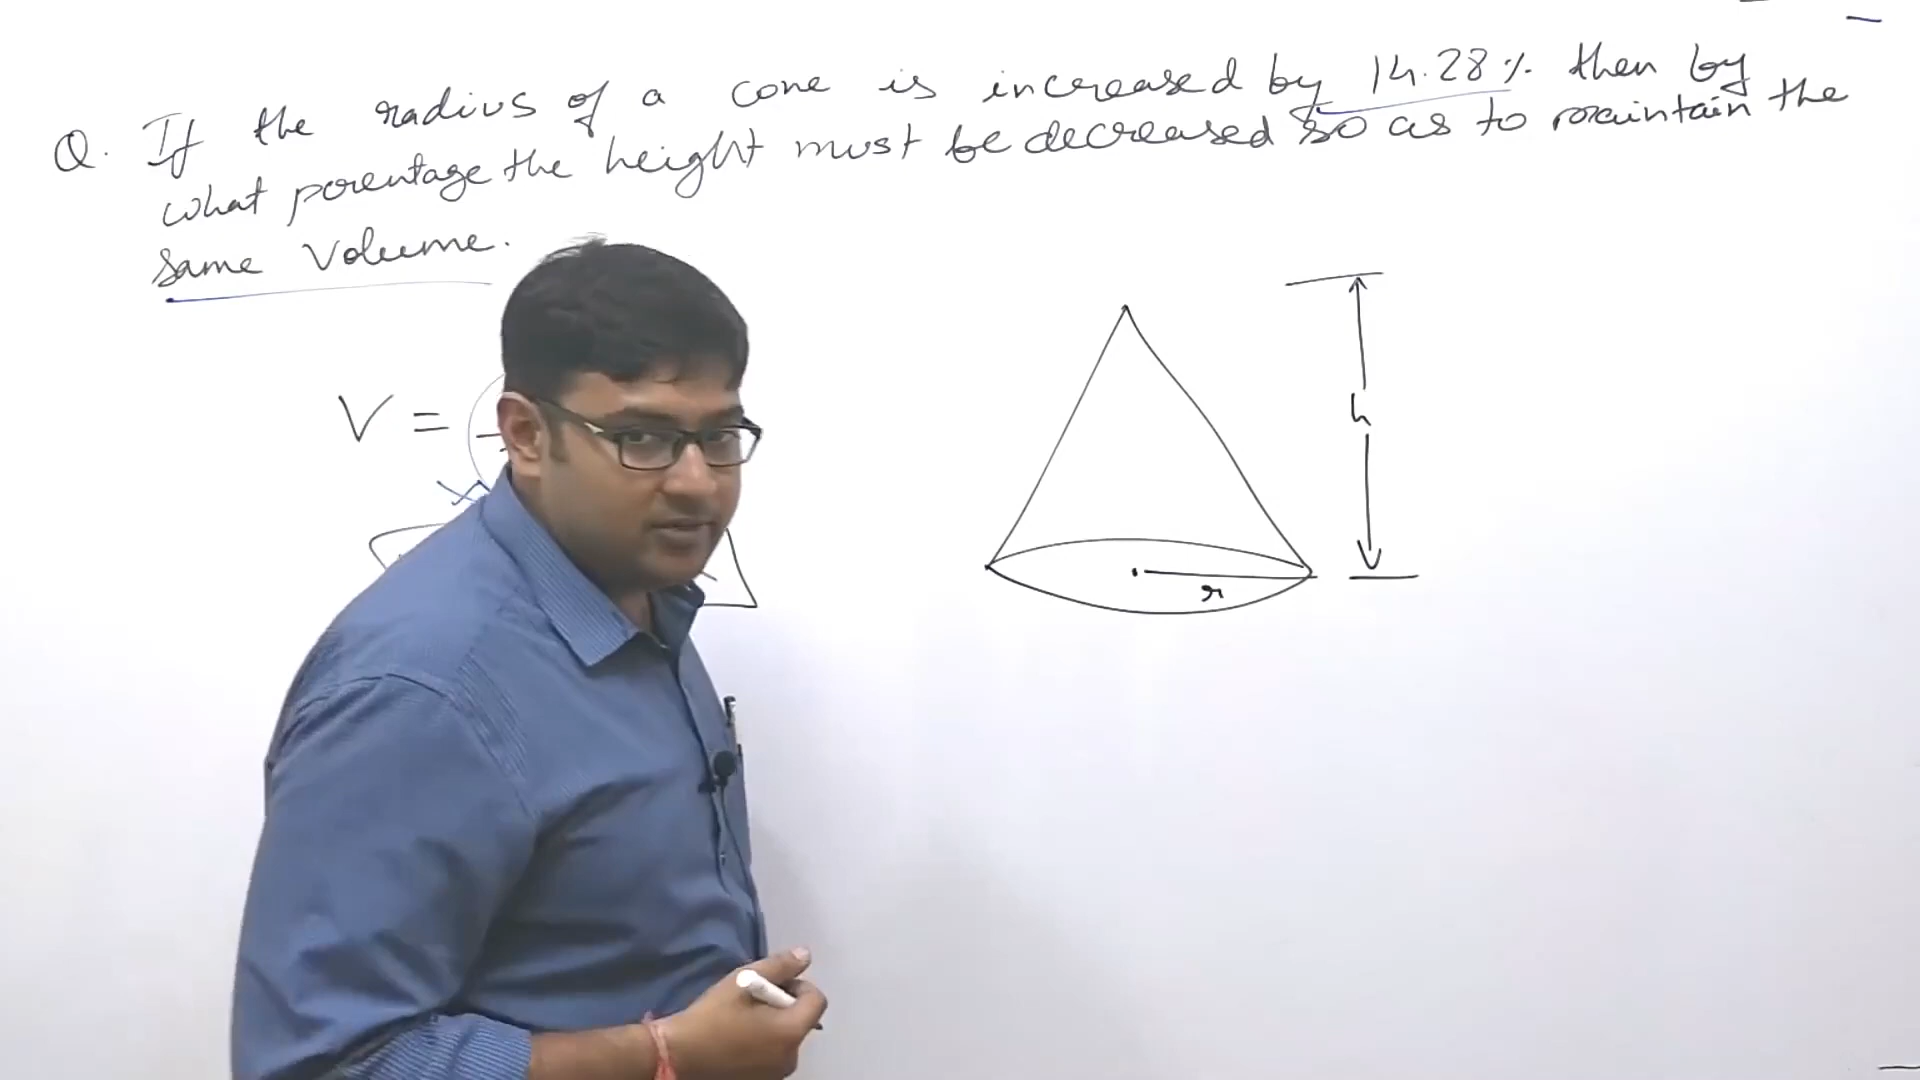 Q. If the radius of a cone is increased by 14.28% then by
what percentage the height must be decreased so as to maintain the
same volume.
V =
h
r